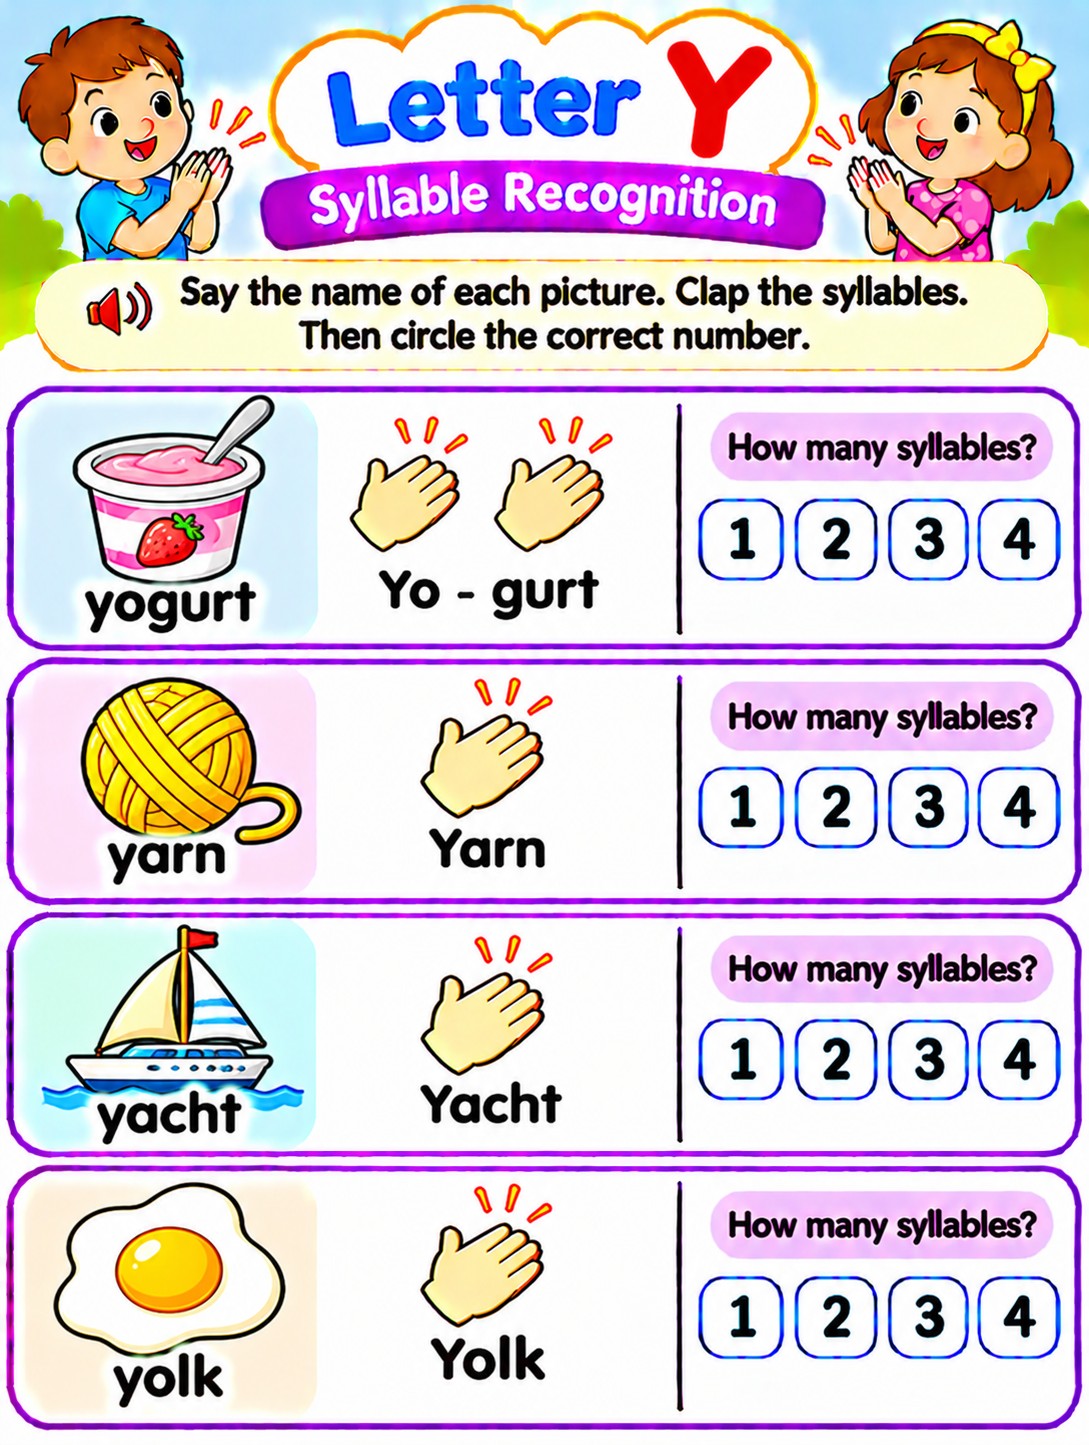 Letter Y
Syllable Recognition
Say the name of each picture. Clap the syllables.
Then circle the correct number.
yogurt
Yo - gurt
How many syllables?
1 2 3 4
yarn
Yarn
How many syllables?
1 2 3 4
yacht
Yacht
How many syllables?
1 2 3 4
yolk
Yolk
How many syllables?
1 2 3 4